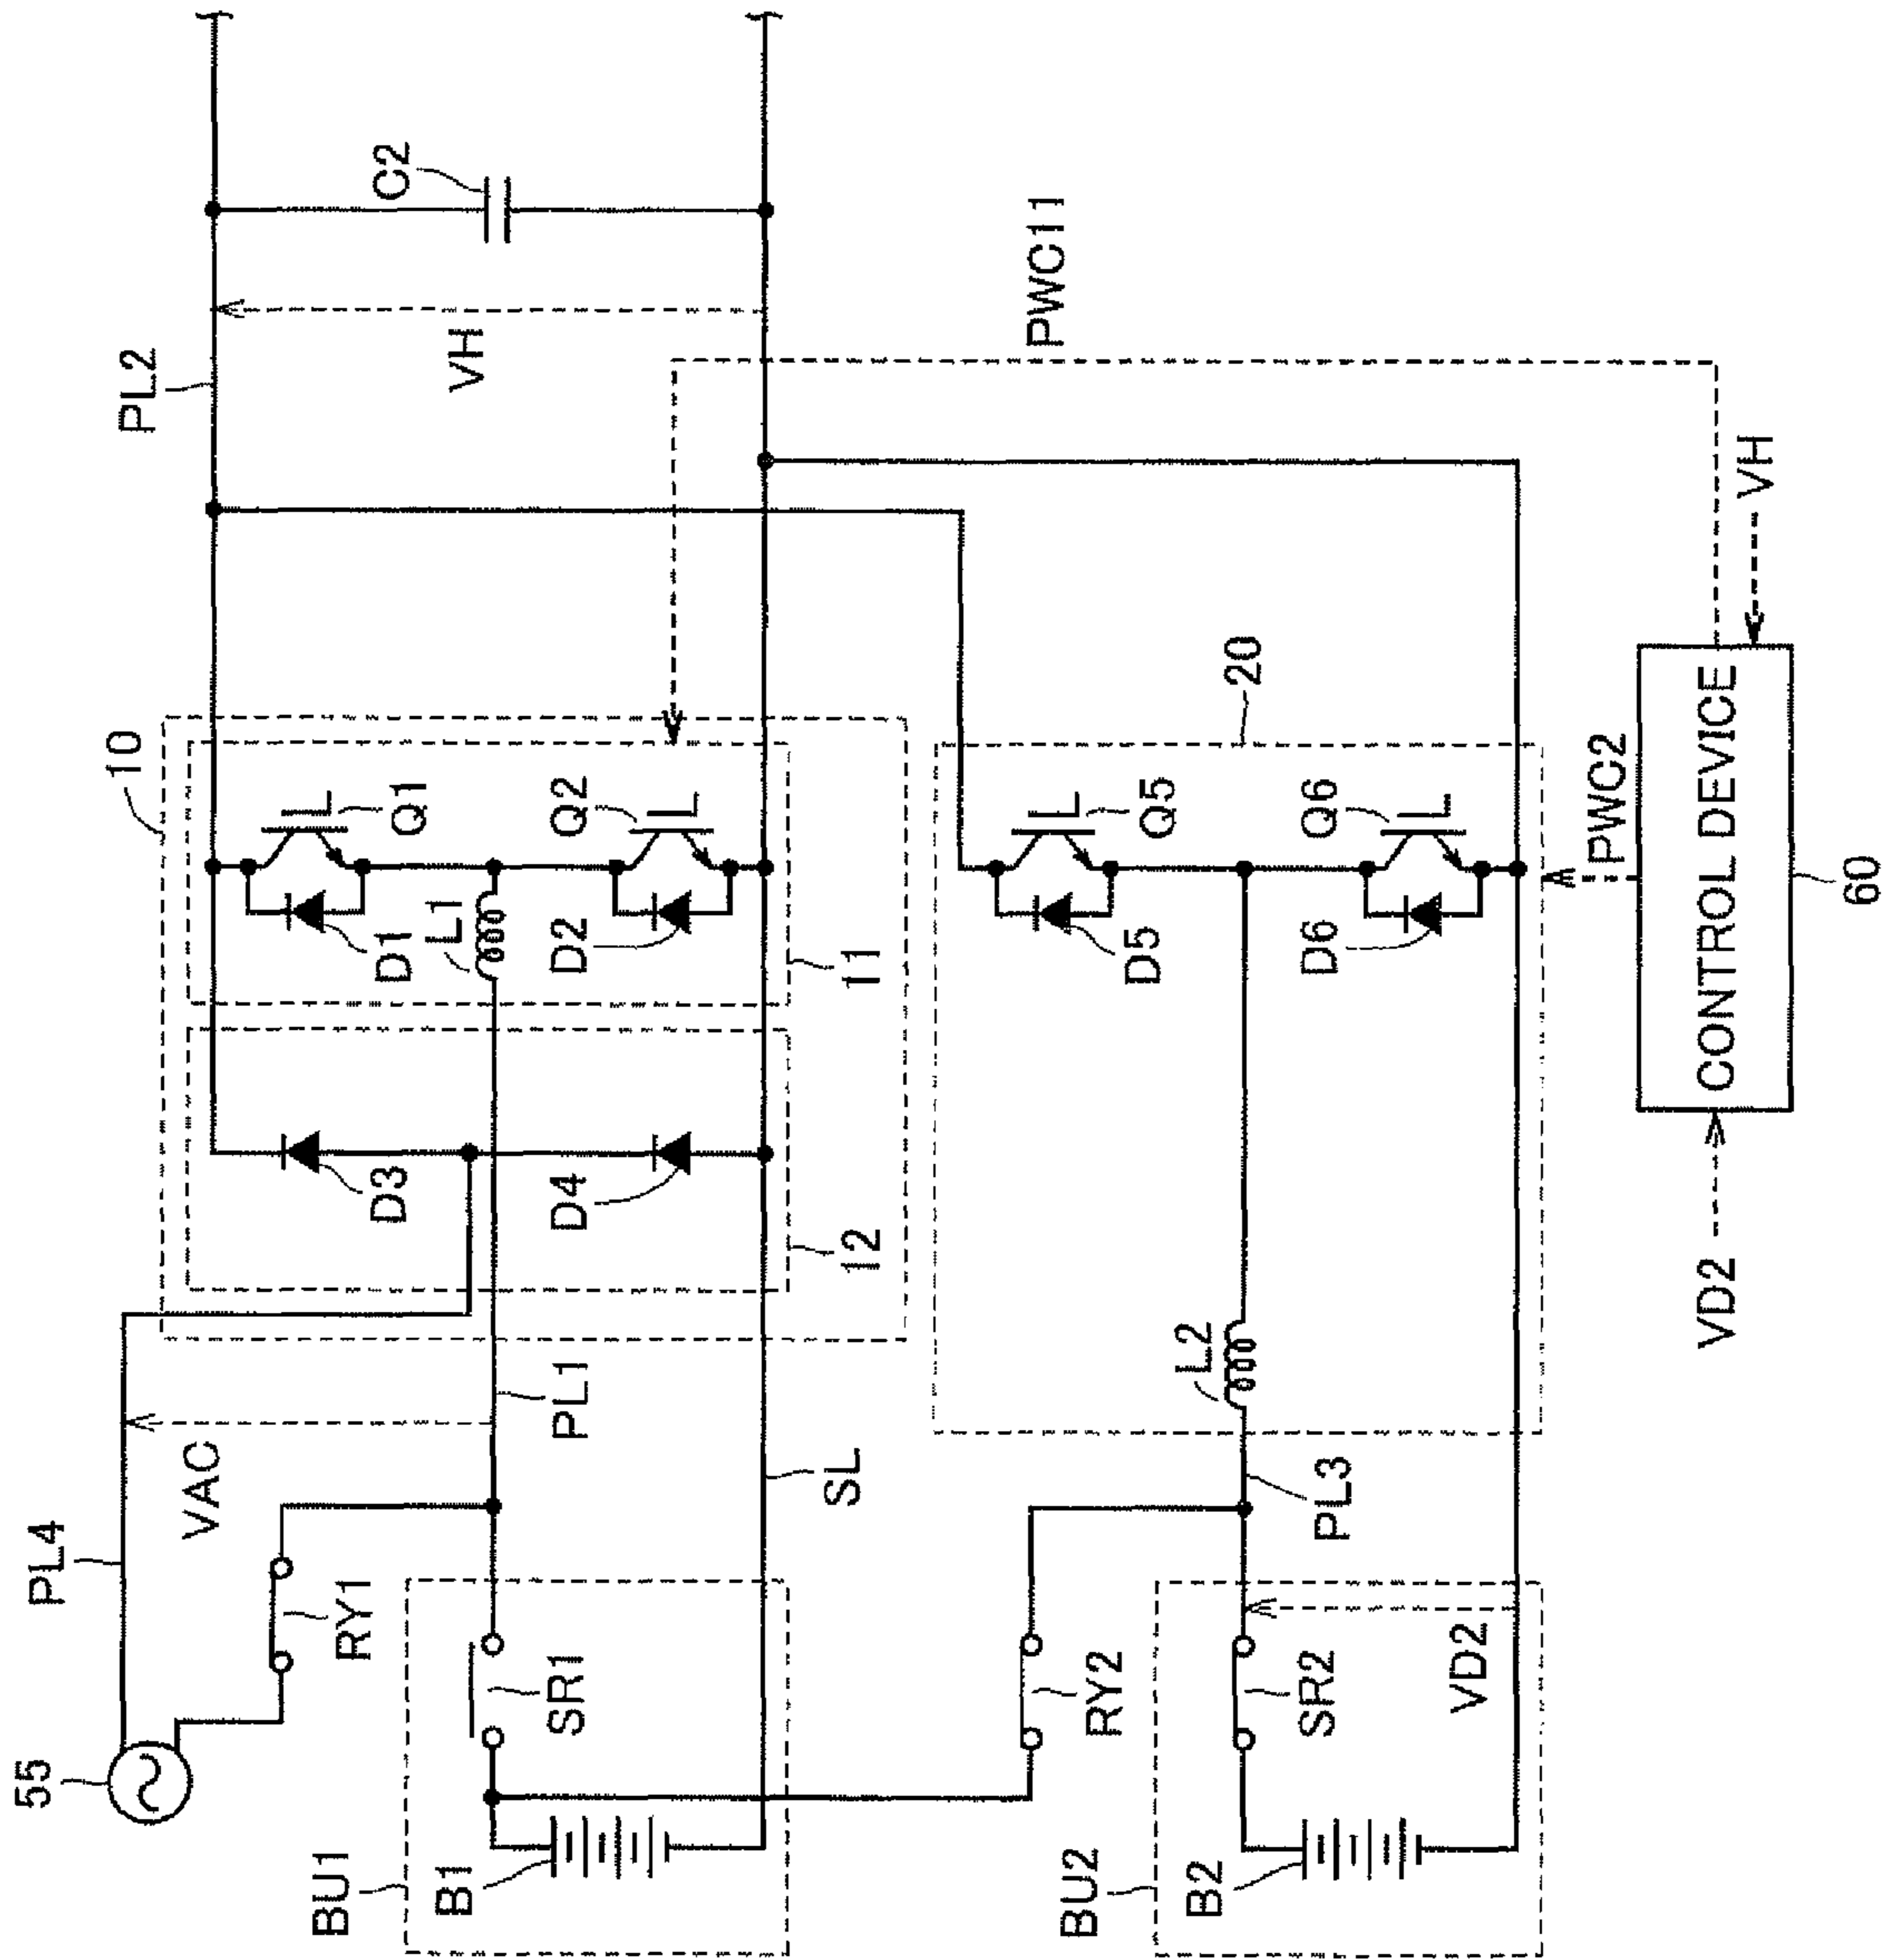 55
PL4
RY1
VAC
10
PL2
C2
VH
Q1
D1
L1
Q2
D2
11
D3
D4
12
PL1
SL
BU1
B1
SR1
PWC11
20
Q5
D5
Q6
D6
L2
PL3
RY2
SR2
VD2
BU2
B2
PWC2
VH
VD2
CONTROL DEVICE
60